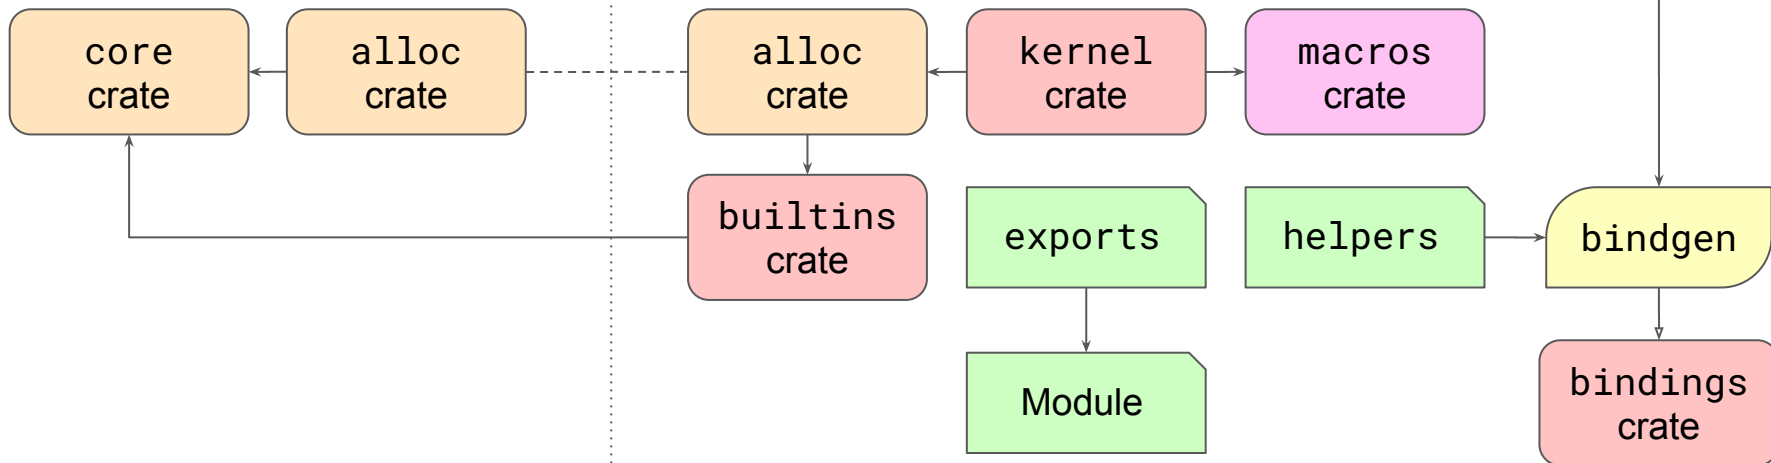 core
crate
alloc
crate
alloc
crate
kernel
crate
macros
crate
builtins
crate
exports
helpers
bindgen
Module
bindings
crate